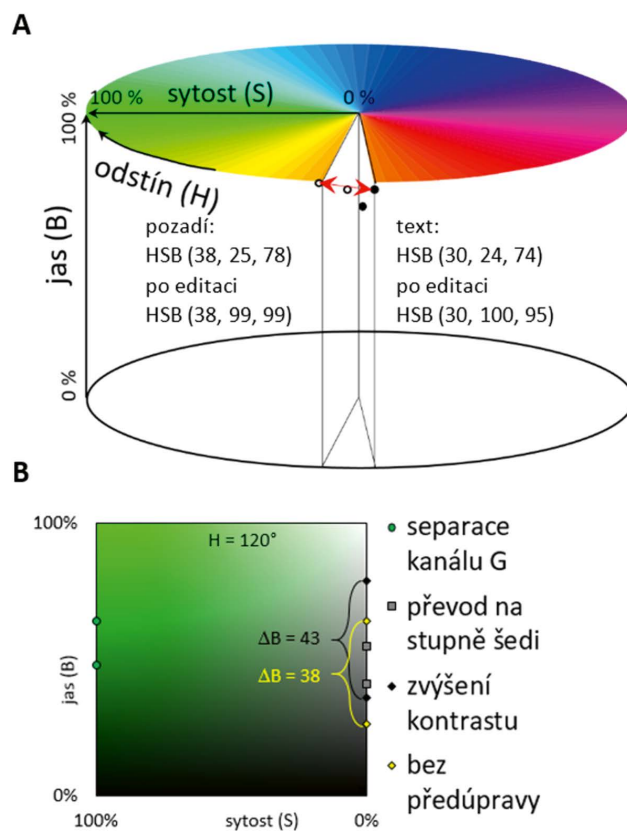 A
100 %
sytost (S)
0 %
100 %
odstín (H)
jas (B)
0 %
pozadí:
HSB (38, 25, 78)
po editaci
HSB (38, 99, 99)
text:
HSB (30, 24, 74)
po editaci
HSB (30, 100, 95)
B
100%
H = 120°
ΔB = 43
ΔB = 38
jas (B)
0%
100%
sytost (S)
0%
separace
kanálu G
převod na
stupně šedi
zvýšení
kontrastu
bez
předúpravy